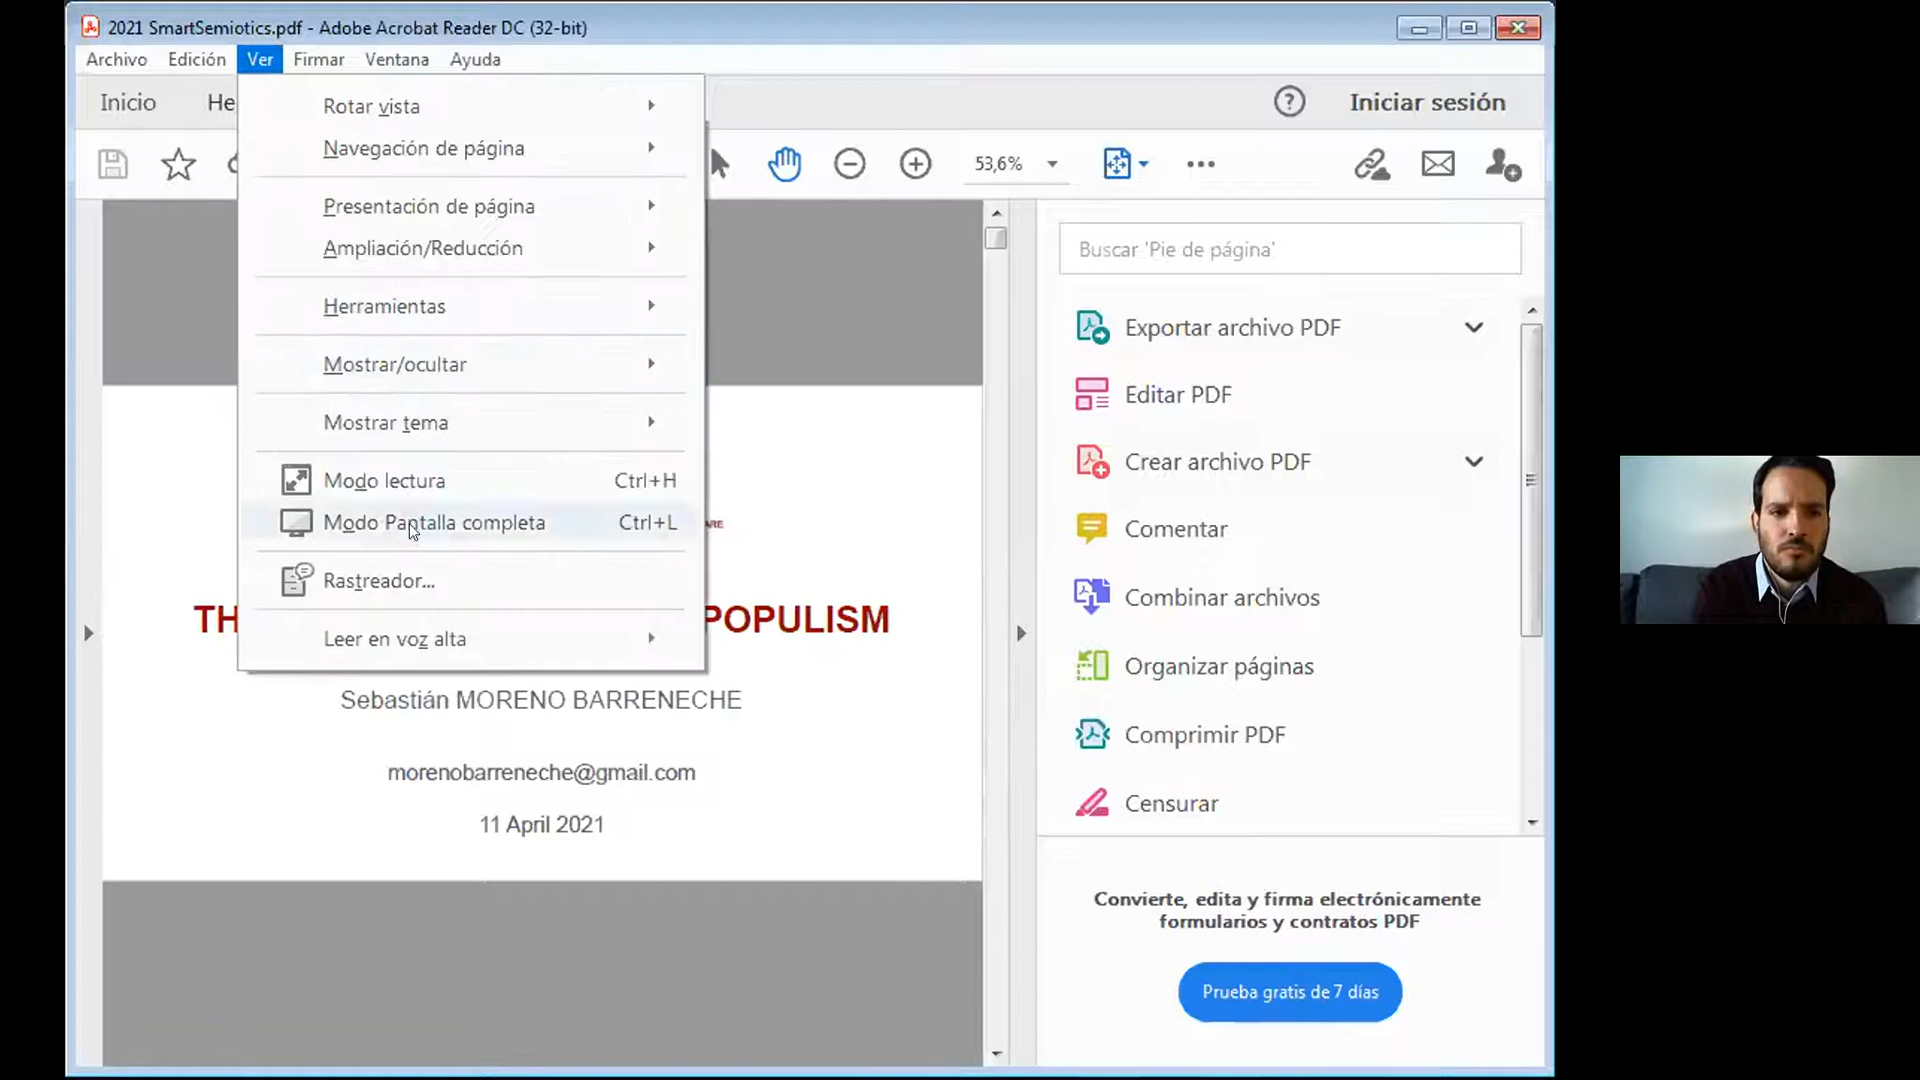 2021 SmartSemiotics.pdf - Adobe Acrobat Reader DC (32-bit)
Archivo Edición Ver Firmar Ventana Ayuda
Inicio He
Iniciar sesión
53,6%
Rotar vista
Navegación de página
Presentación de página
Ampliación/Reducción
Herramientas
Mostrar/ocultar
Mostrar tema
Modo lectura Ctrl+H
Modo Pantalla completa Ctrl+L
Rastreador...
Leer en voz alta
ARE
TH POPULISM
Sebastián MORENO BARRENECHE
morenobarreneche@gmail.com
11 April 2021
Buscar 'Pie de página'
Exportar archivo PDF
Editar PDF
Crear archivo PDF
Comentar
Combinar archivos
Organizar páginas
Comprimir PDF
Censurar
Convierte, edita y firma electrónicamente
formularios y contratos PDF
Prueba gratis de 7 días